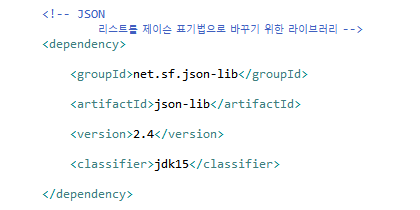 <!-- JSON
리스트를 제이슨 표기법으로 바꾸기 위한 라이브러리 -->
<dependency>
<groupId>net.sf.json-lib</groupId>
<artifactId>json-lib</artifactId>
<version>2.4</version>
<classifier>jdk15</classifier>
</dependency>